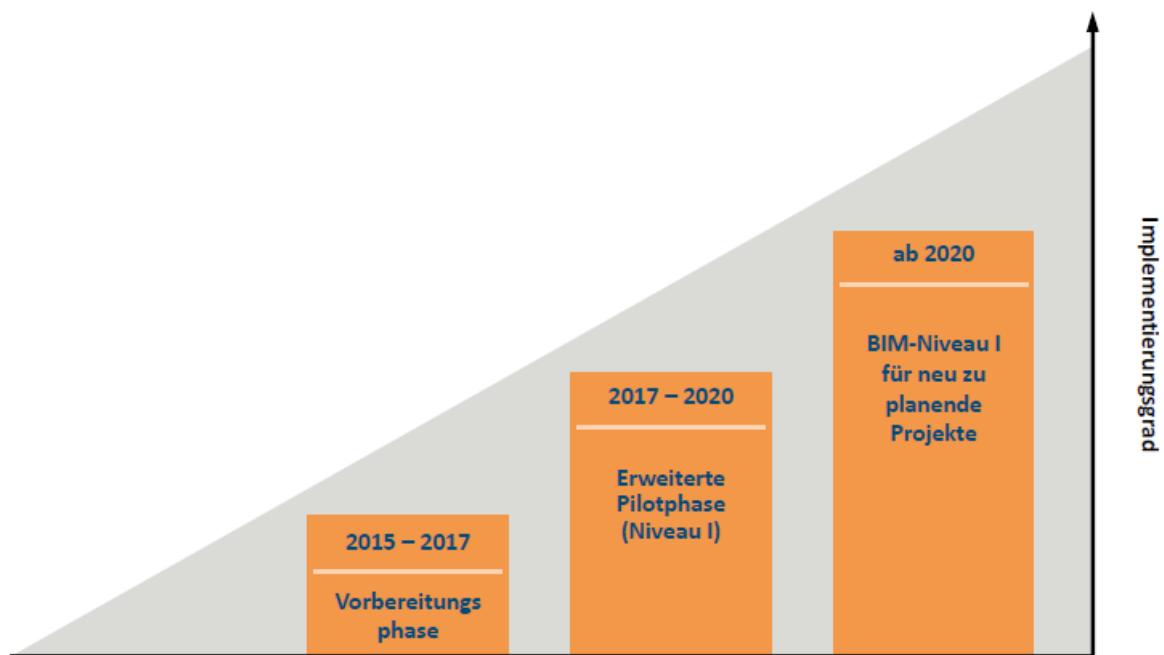 2015 – 2017
Vorbereitungs
phase
2017 – 2020
Erweiterte
Pilotphase
(Niveau I)
ab 2020
BIM-Niveau I
für neu zu
planende
Projekte
Implementierungsgrad